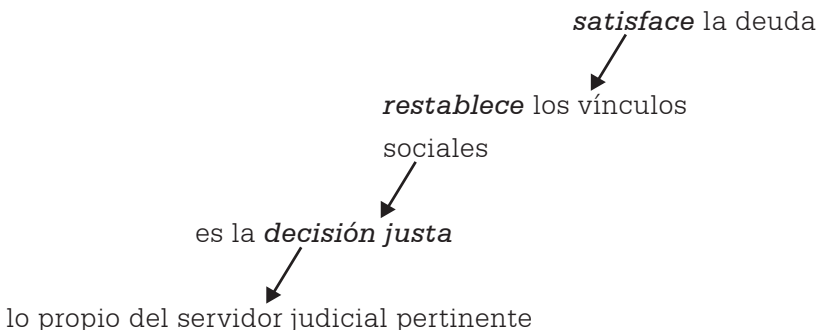 satisface la deuda
restablece los vínculos
sociales
es la decisión justa
lo propio del servidor judicial pertinente